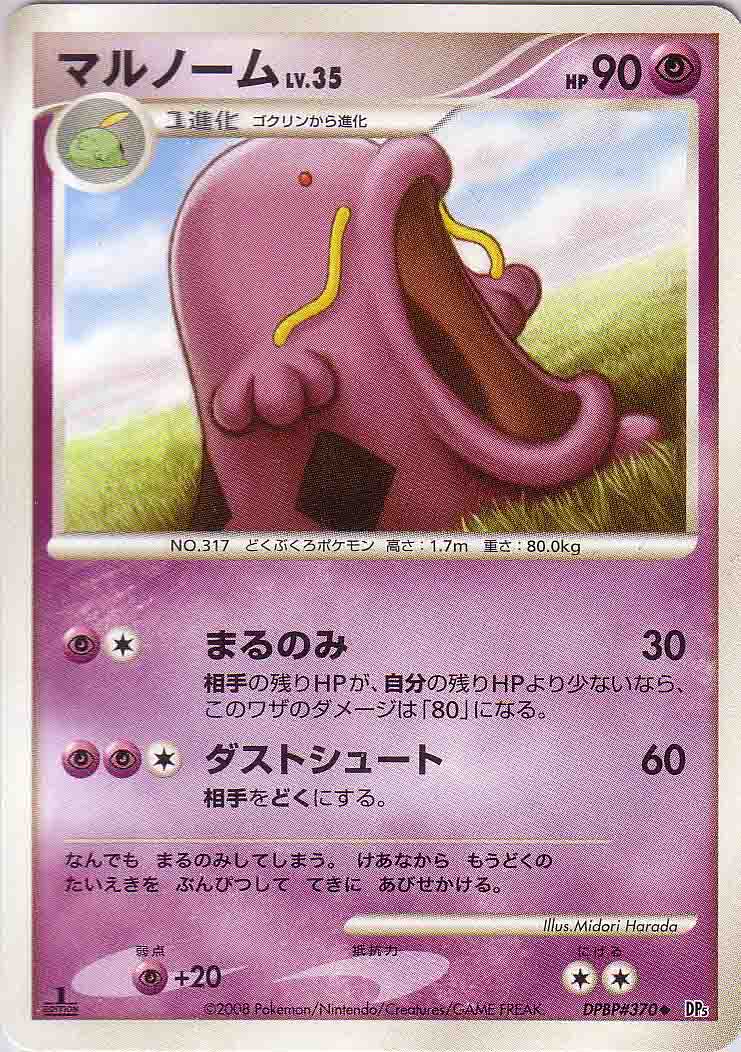 マルノーム LV.35 HP 90
1進化 ゴクリンから進化
NO.317 どくぶくろポケモン 高さ：1.7m 重さ：80.0kg
まるのみ 30
相手の残りHPが、自分の残りHPより少ないなら、
このワザのダメージは「80」になる。
ダストシュート 60
相手をどくにする。
なんでも まるのみしてしまう。 けあなから もうどくの
たいえきを ぶんぴつして てきに あびせかける。
Illus.Midori Harada
弱点 抵抗力 にげる
+20
1 EDITION ©2008 Pokémon/Nintendo/Creatures/GAME FREAK. DPBP#370 DP5